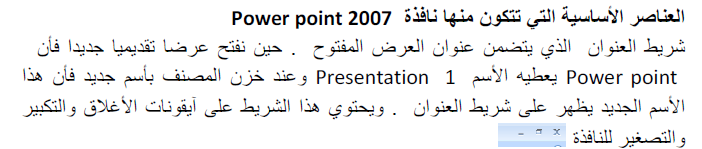 العناصر الأساسية التي تتكون منها نافذة Power point 2007
شريط العنوان الذي يتضمن عنوان العرض المفتوح . حين نفتح عرضا تقديميا جديدا فأن
Power point يعطيه الأسم Presentation 1 وعند خزن المصنف بأسم جديد فأن هذا
الأسم الجديد يظهر على شريط العنوان . ويحتوي هذا الشريط على آيقونات الأغلاق والتكبير
والتصغير للنافذة